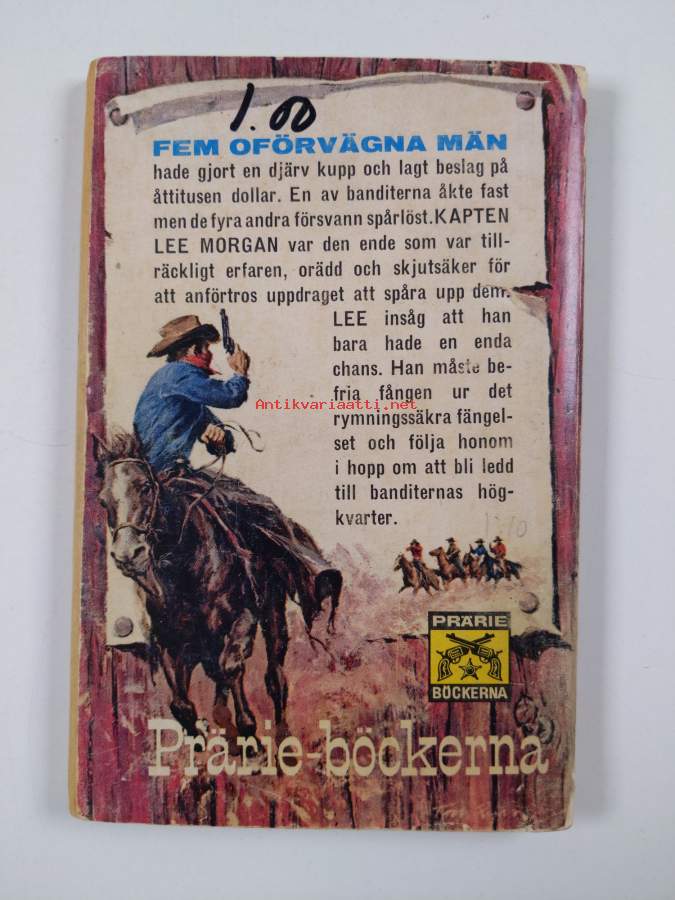 1.00
FEM OFÖRVÄGNA MÄN
hade gjort en djärv kupp och lagt beslag på
åttitusen dollar. En av banditerna åkte fast
men de fyra andra försvann spårlöst. KAPTEN
LEE MORGAN var den ende som var till-
räckligt erfaren, orädd och skjutsäker för
att anförtros uppdraget att spåra upp dem.
LEE insåg att han
bara hade en enda
chans. Han måste be-
fria fången ur det
Antikvariaatti.net
rymningssäkra fängel-
set och följa honom
i hopp om att bli ledd
till banditernas hög-
kvarter.
1:10
PRÄRIE
BÖCKERNA
Prärie-böckerna